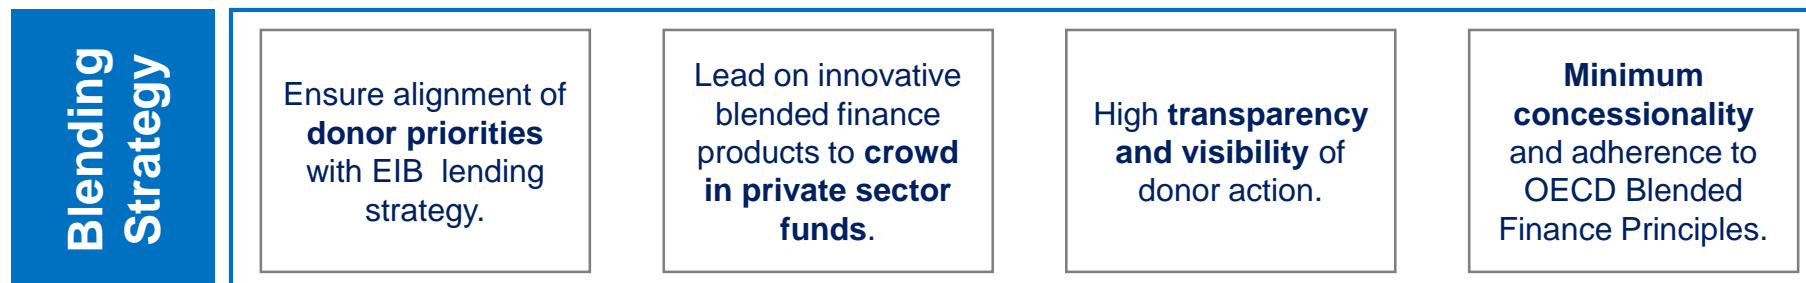 Blending
Strategy
Ensure alignment of
donor priorities
with EIB lending
strategy.
Lead on innovative
blended finance
products to crowd
in private sector
funds.
High transparency
and visibility of
donor action.
Minimum
concessionality
and adherence to
OECD Blended
Finance Principles.